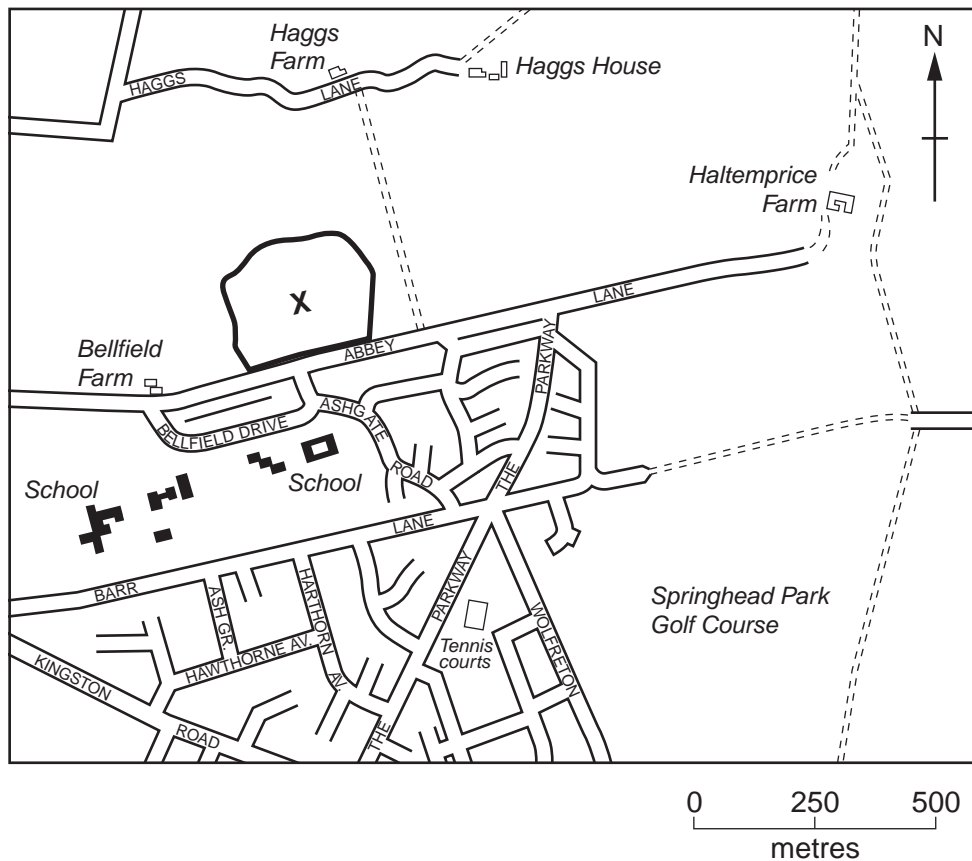 Haggs
Farm
HAGGS
LANE
Haggs House
N
Haltemprice
Farm
X
LANE
ABBEY
PARKWAY
THE
Bellfield
Farm
BELLFIELD DRIVE
ASHGATE
ROAD
School
School
LANE
BARR
ASH GR.
HARTHORN
AV.
HAWTHORNE AV.
KINGSTON
ROAD
PARKWAY
THE
Tennis
courts
WOLFRETON
Springhead Park
Golf Course
0 250 500
metres